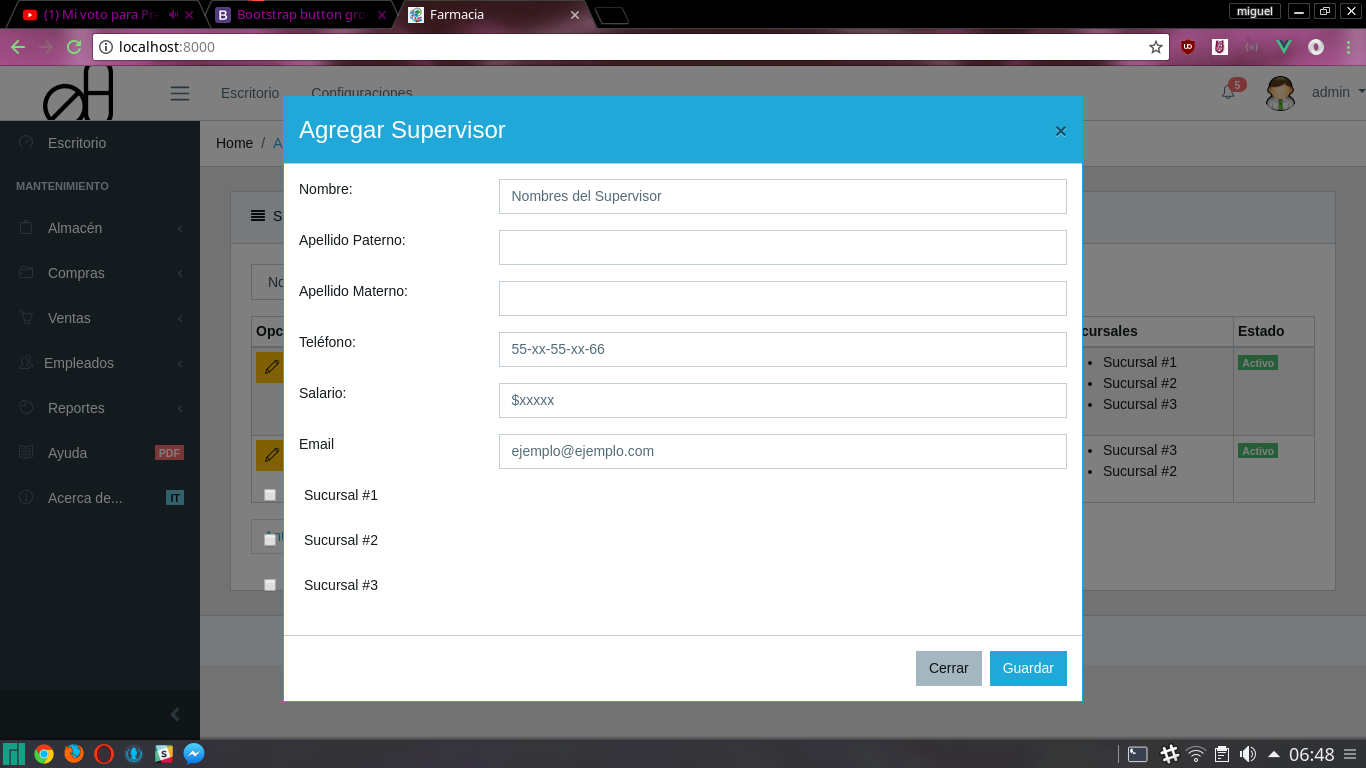 (1) Mi voto para Pre
Bootstrap button gro
Farmacia
miguel
localhost:8000
Escritorio
Configuraciones
5
admin
Escritorio
Home / A
MANTENIMIENTO
Almacén
Compras
Ventas
Empleados
Reportes
Ayuda
PDF
Acerca de...
IT
Agregar Supervisor
×
Nombre:
Nombres del Supervisor
Apellido Paterno:
Apellido Materno:
Teléfono:
55-xx-55-xx-66
Salario:
$xxxxx
Email
ejemplo@ejemplo.com
Sucursal #1
Sucursal #2
Sucursal #3
Cerrar
Guardar
S
No
Opc
cursales
Estado
Sucursal #1
Sucursal #2
Sucursal #3
Activo
Sucursal #3
Sucursal #2
Activo
Ant
06:48